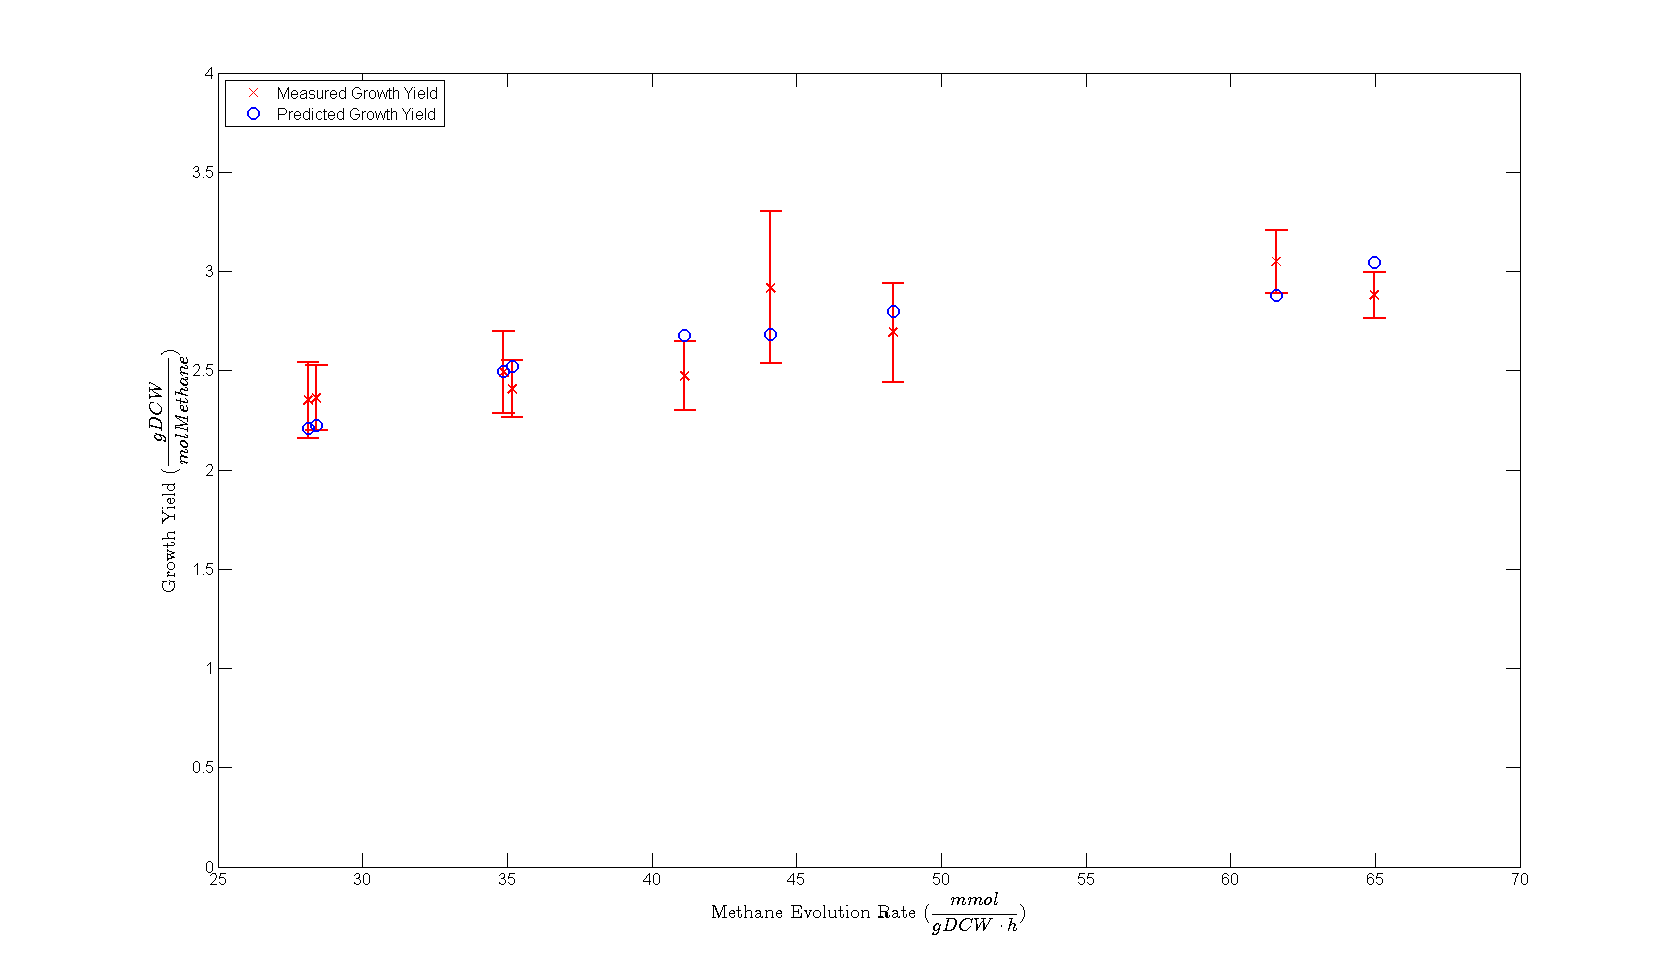 4
Measured Growth Yield
Predicted Growth Yield
3.5
3
2.5
2
1.5
1
0.5
0
Growth Yield (gDCW/molMethane)
25 30 35 40 45 50 55 60 65 70
Methane Evolution Rate (mmol/gDCW · h)